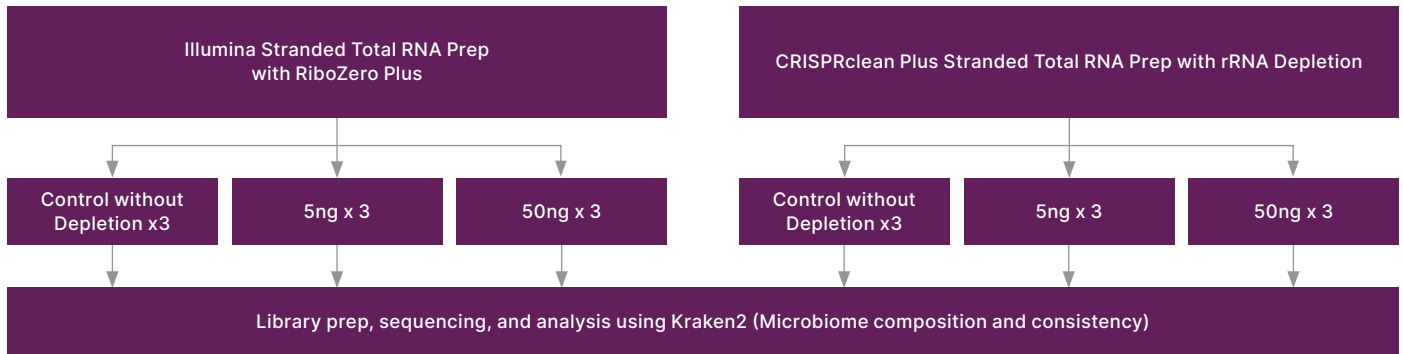 Illumina Stranded Total RNA Prep
with RiboZero Plus
CRISPRclean Plus Stranded Total RNA Prep with rRNA Depletion
Control without
Depletion x3
5ng x 3
50ng x 3
Control without
Depletion x3
5ng x 3
50ng x 3
Library prep, sequencing, and analysis using Kraken2 (Microbiome composition and consistency)